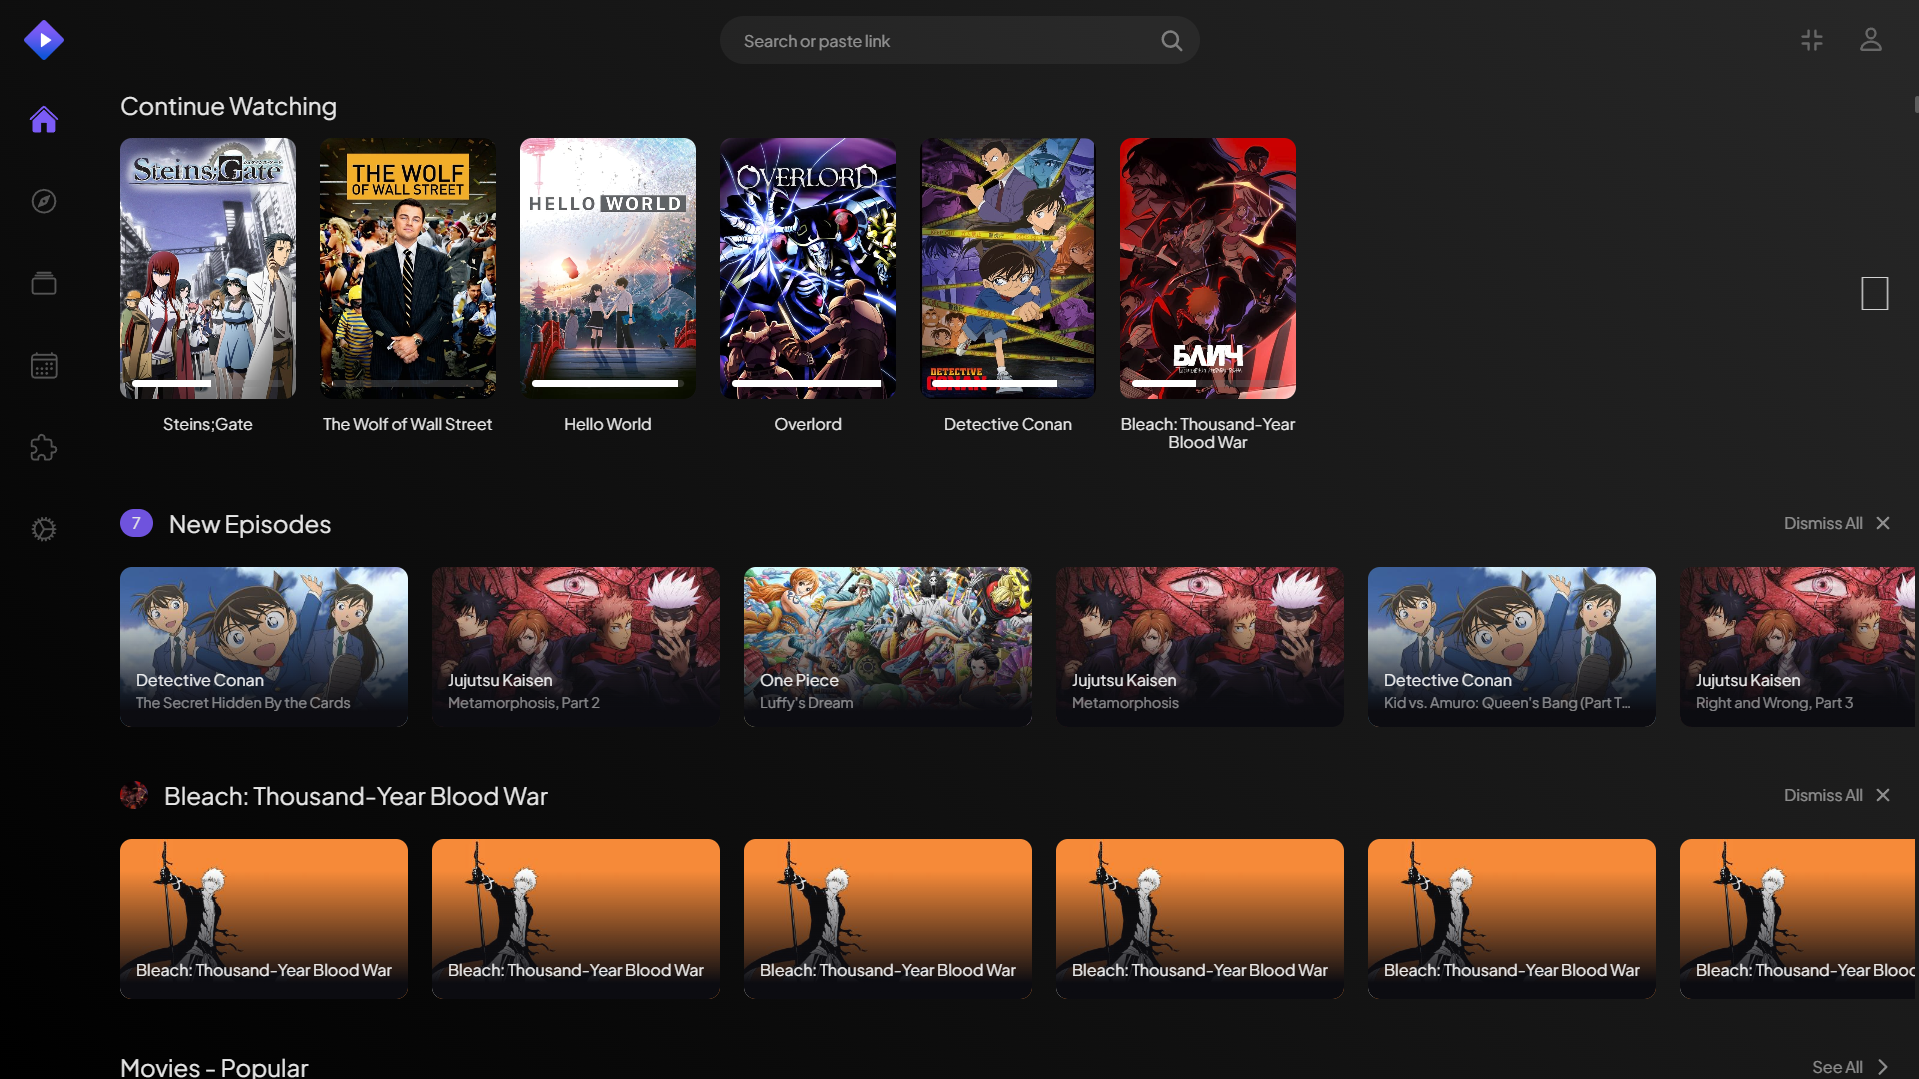 Search or paste link
Continue Watching
Steins;Gate
THE WOLF
OF WALL STREET
HELLO WORLD
OVERLORD
DETECTIVE
CONAN
БЛИЧ
Steins;Gate
The Wolf of Wall Street
Hello World
Overlord
Detective Conan
Bleach: Thousand-Year
Blood War
7 New Episodes
Dismiss All
Detective Conan
The Secret Hidden By the Cards
Jujutsu Kaisen
Metamorphosis, Part 2
One Piece
Luffy's Dream
Jujutsu Kaisen
Metamorphosis
Detective Conan
Kid vs. Amuro: Queen's Bang (Part T...
Jujutsu Kaisen
Right and Wrong, Part 3
Bleach: Thousand-Year Blood War
Dismiss All
Bleach: Thousand-Year Blood War
Bleach: Thousand-Year Blood War
Bleach: Thousand-Year Blood War
Bleach: Thousand-Year Blood War
Bleach: Thousand-Year Blood War
Bleach: Thousand-Year Blooc
Movies - Popular
See All